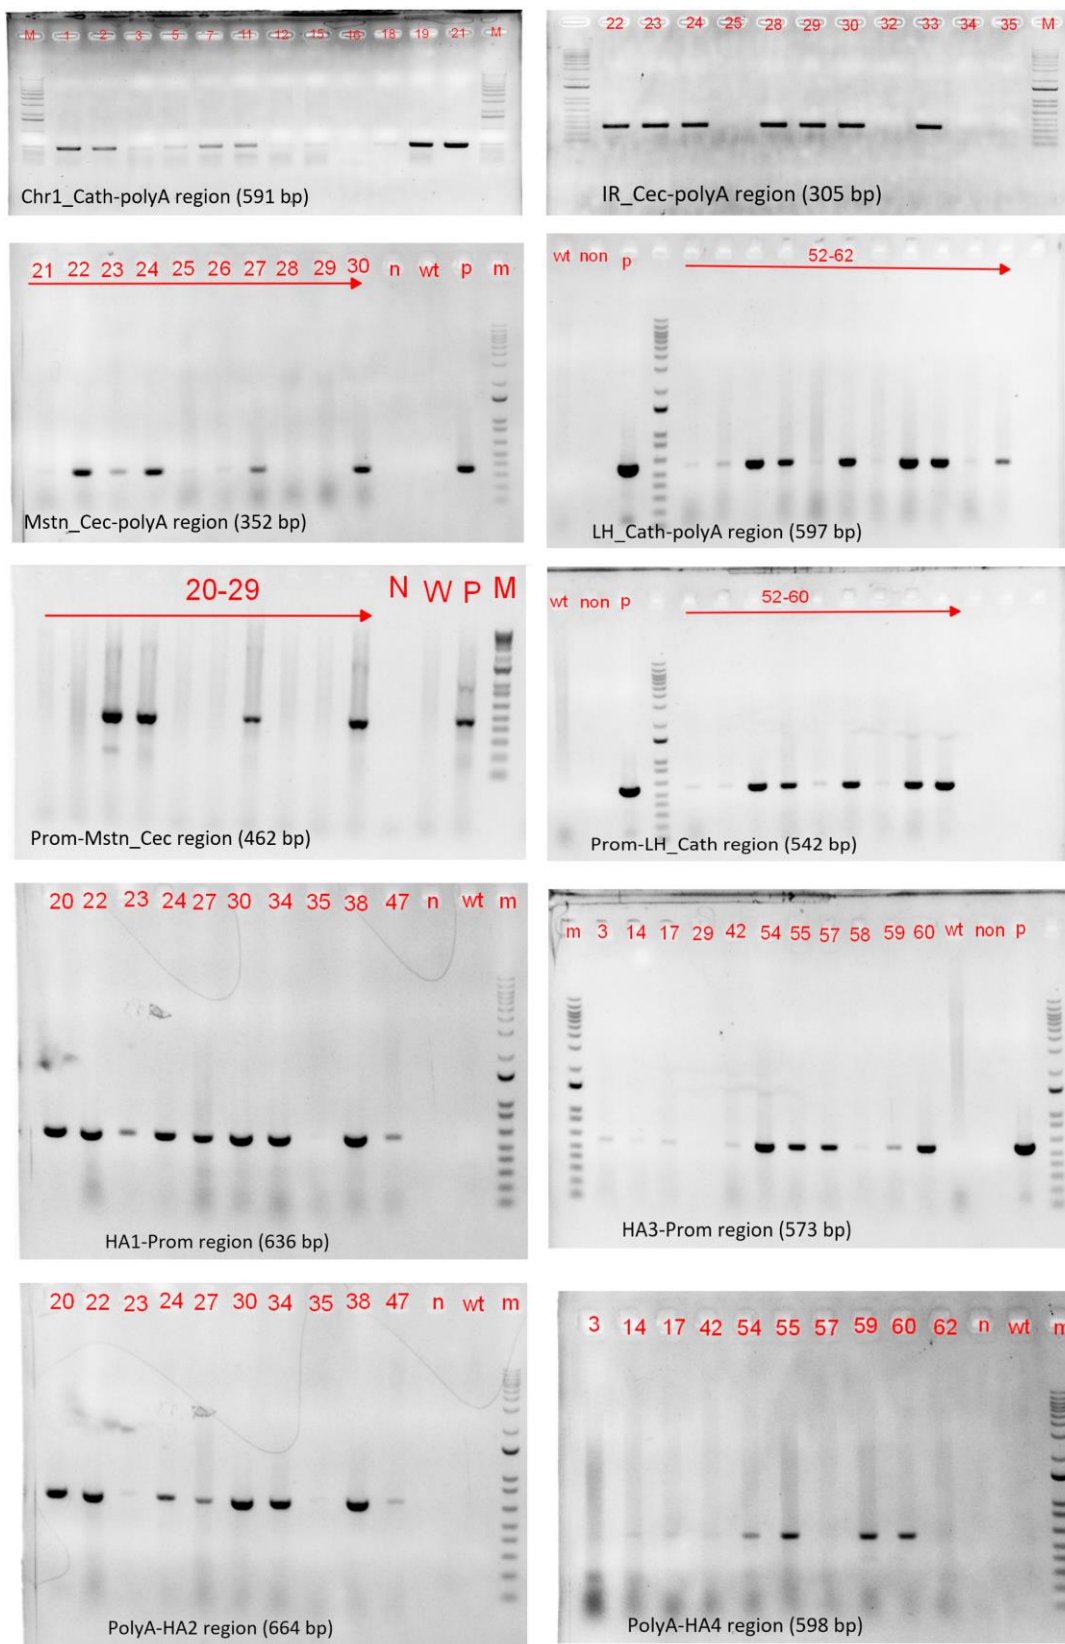 M 1 2 3 5 7 11 12 15 16 18 19 21 M
Chr1_Cath-polyA region (591 bp)
22 23 24 25 28 29 30 32 33 34 35 M
IR_Cec-polyA region (305 bp)
21 22 23 24 25 26 27 28 29 30 n wt p m
Mstn_Cec-polyA region (352 bp)
wt non p 52-62
LH_Cath-polyA region (597 bp)
20-29 N W P M
Prom-Mstn_Cec region (462 bp)
wt non p 52-60
Prom-LH_Cath region (542 bp)
20 22 23 24 27 30 34 35 38 47 n wt m
HA1-Prom region (636 bp)
m 3 14 17 29 42 54 55 57 58 59 60 wt non p
HA3-Prom region (573 bp)
20 22 23 24 27 30 34 35 38 47 n wt m
PolyA-HA2 region (664 bp)
3 14 17 42 54 55 57 59 60 62 n wt m
PolyA-HA4 region (598 bp)